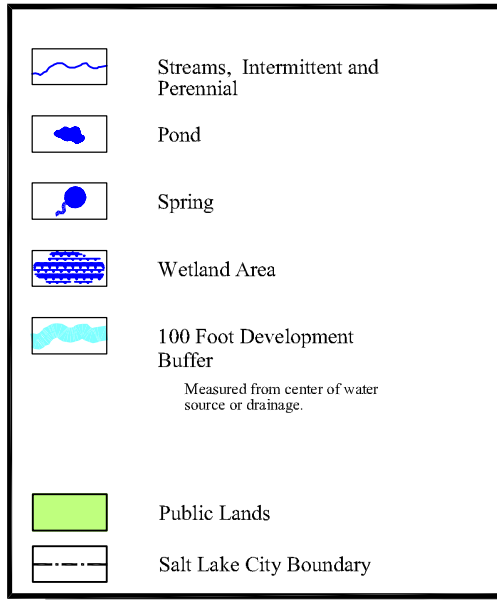 Streams, Intermittent and
Perennial
Pond
Spring
Wetland Area
100 Foot Development
Buffer
Measured from center of water
source or drainage.
Public Lands
Salt Lake City Boundary